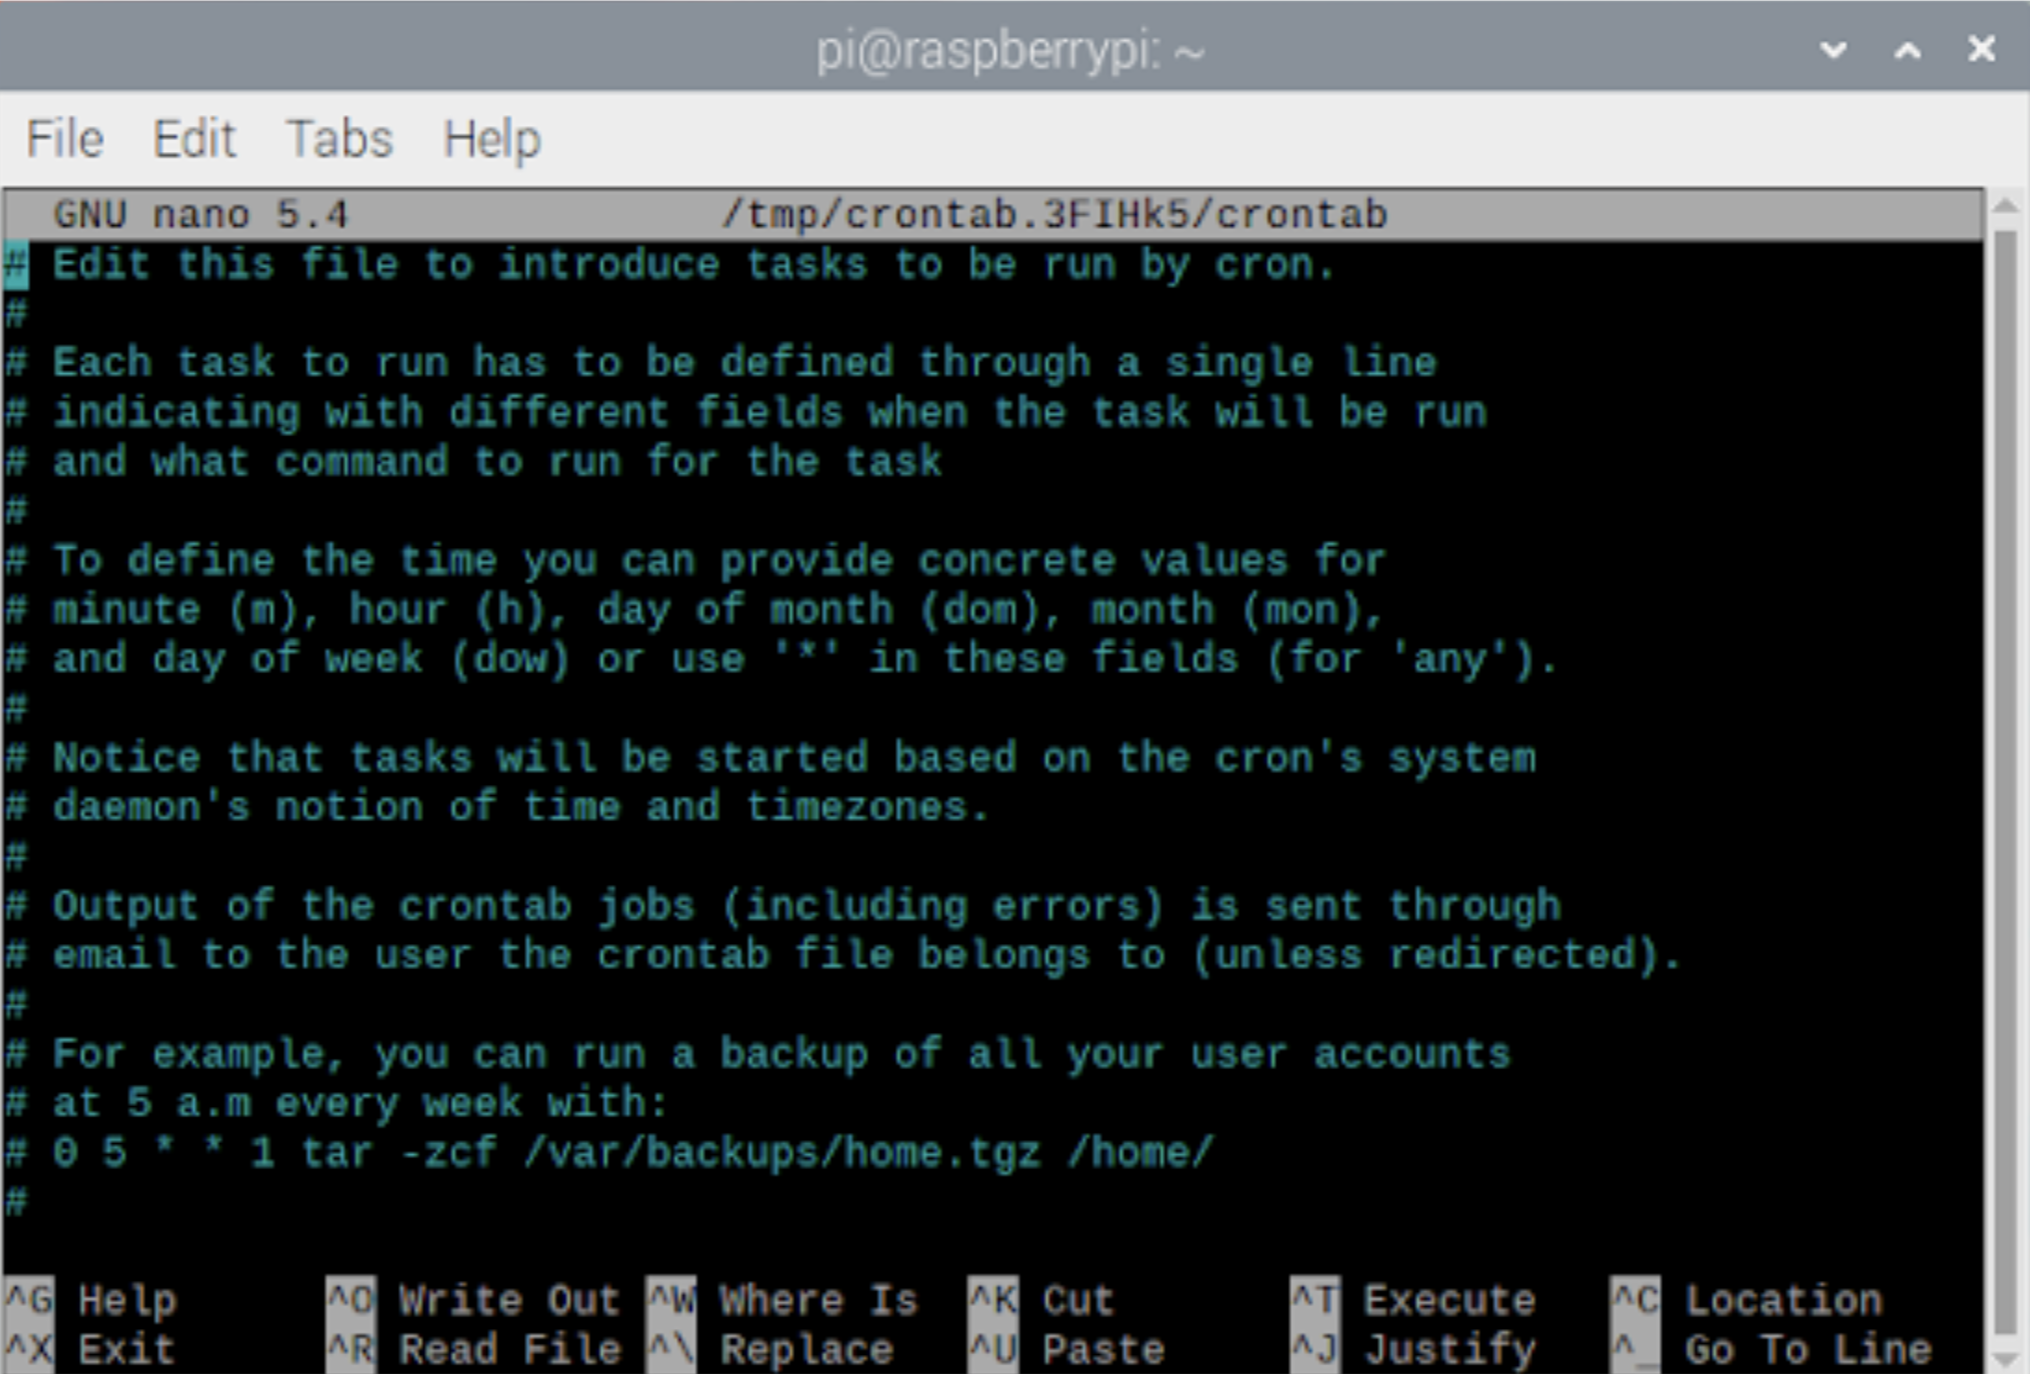 pi@raspberrypi: ~
File Edit Tabs Help
GNU nano 5.4 /tmp/crontab.3FIHk5/crontab
# Edit this file to introduce tasks to be run by cron.
#
# Each task to run has to be defined through a single line
# indicating with different fields when the task will be run
# and what command to run for the task
#
# To define the time you can provide concrete values for
# minute (m), hour (h), day of month (dom), month (mon),
# and day of week (dow) or use '*' in these fields (for 'any').
#
# Notice that tasks will be started based on the cron's system
# daemon's notion of time and timezones.
#
# Output of the crontab jobs (including errors) is sent through
# email to the user the crontab file belongs to (unless redirected).
#
# For example, you can run a backup of all your user accounts
# at 5 a.m every week with:
# 0 5 * * 1 tar -zcf /var/backups/home.tgz /home/
#
^G Help ^O Write Out ^W Where Is ^K Cut ^T Execute ^C Location
^X Exit ^R Read File ^\ Replace ^U Paste ^J Justify ^_ Go To Line